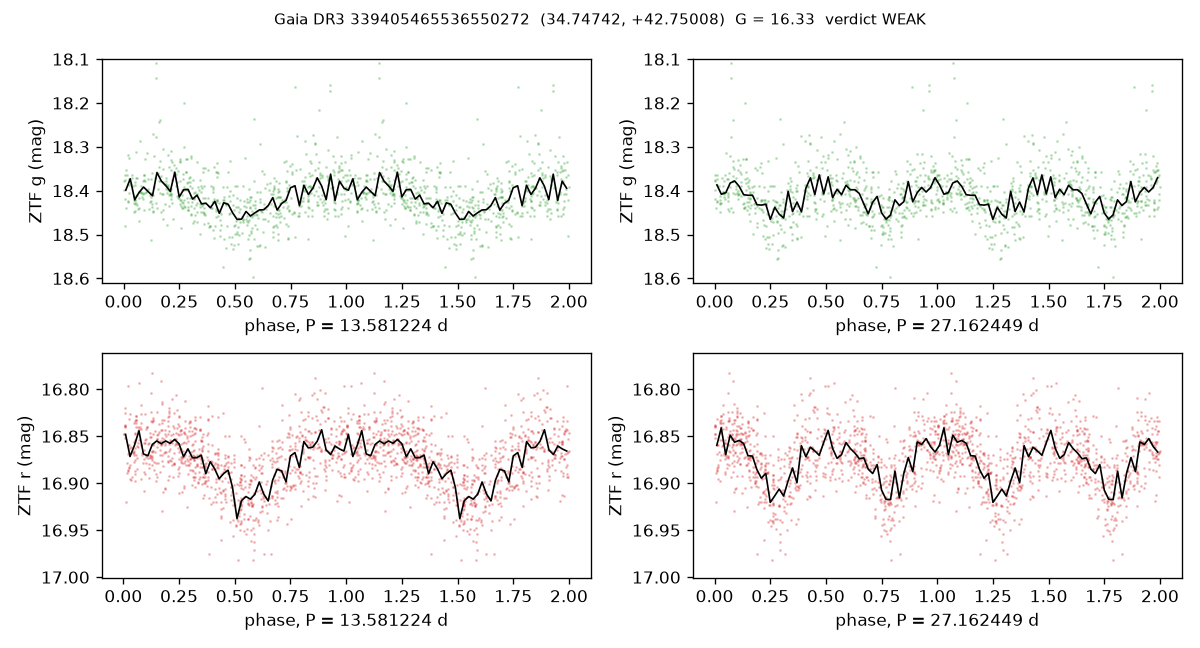 Gaia DR3 339405465536550272  (34.74742, +42.75008)  G = 16.33  verdict WEAK
18.1
18.2
18.3
18.4
18.5
18.6
ZTF g (mag)
0.00 0.25 0.50 0.75 1.00 1.25 1.50 1.75 2.00
phase, P = 13.581224 d
18.1
18.2
18.3
18.4
18.5
18.6
ZTF g (mag)
0.00 0.25 0.50 0.75 1.00 1.25 1.50 1.75 2.00
phase, P = 27.162449 d
16.80
16.85
16.90
16.95
17.00
ZTF r (mag)
0.00 0.25 0.50 0.75 1.00 1.25 1.50 1.75 2.00
phase, P = 13.581224 d
16.80
16.85
16.90
16.95
17.00
ZTF r (mag)
0.00 0.25 0.50 0.75 1.00 1.25 1.50 1.75 2.00
phase, P = 27.162449 d